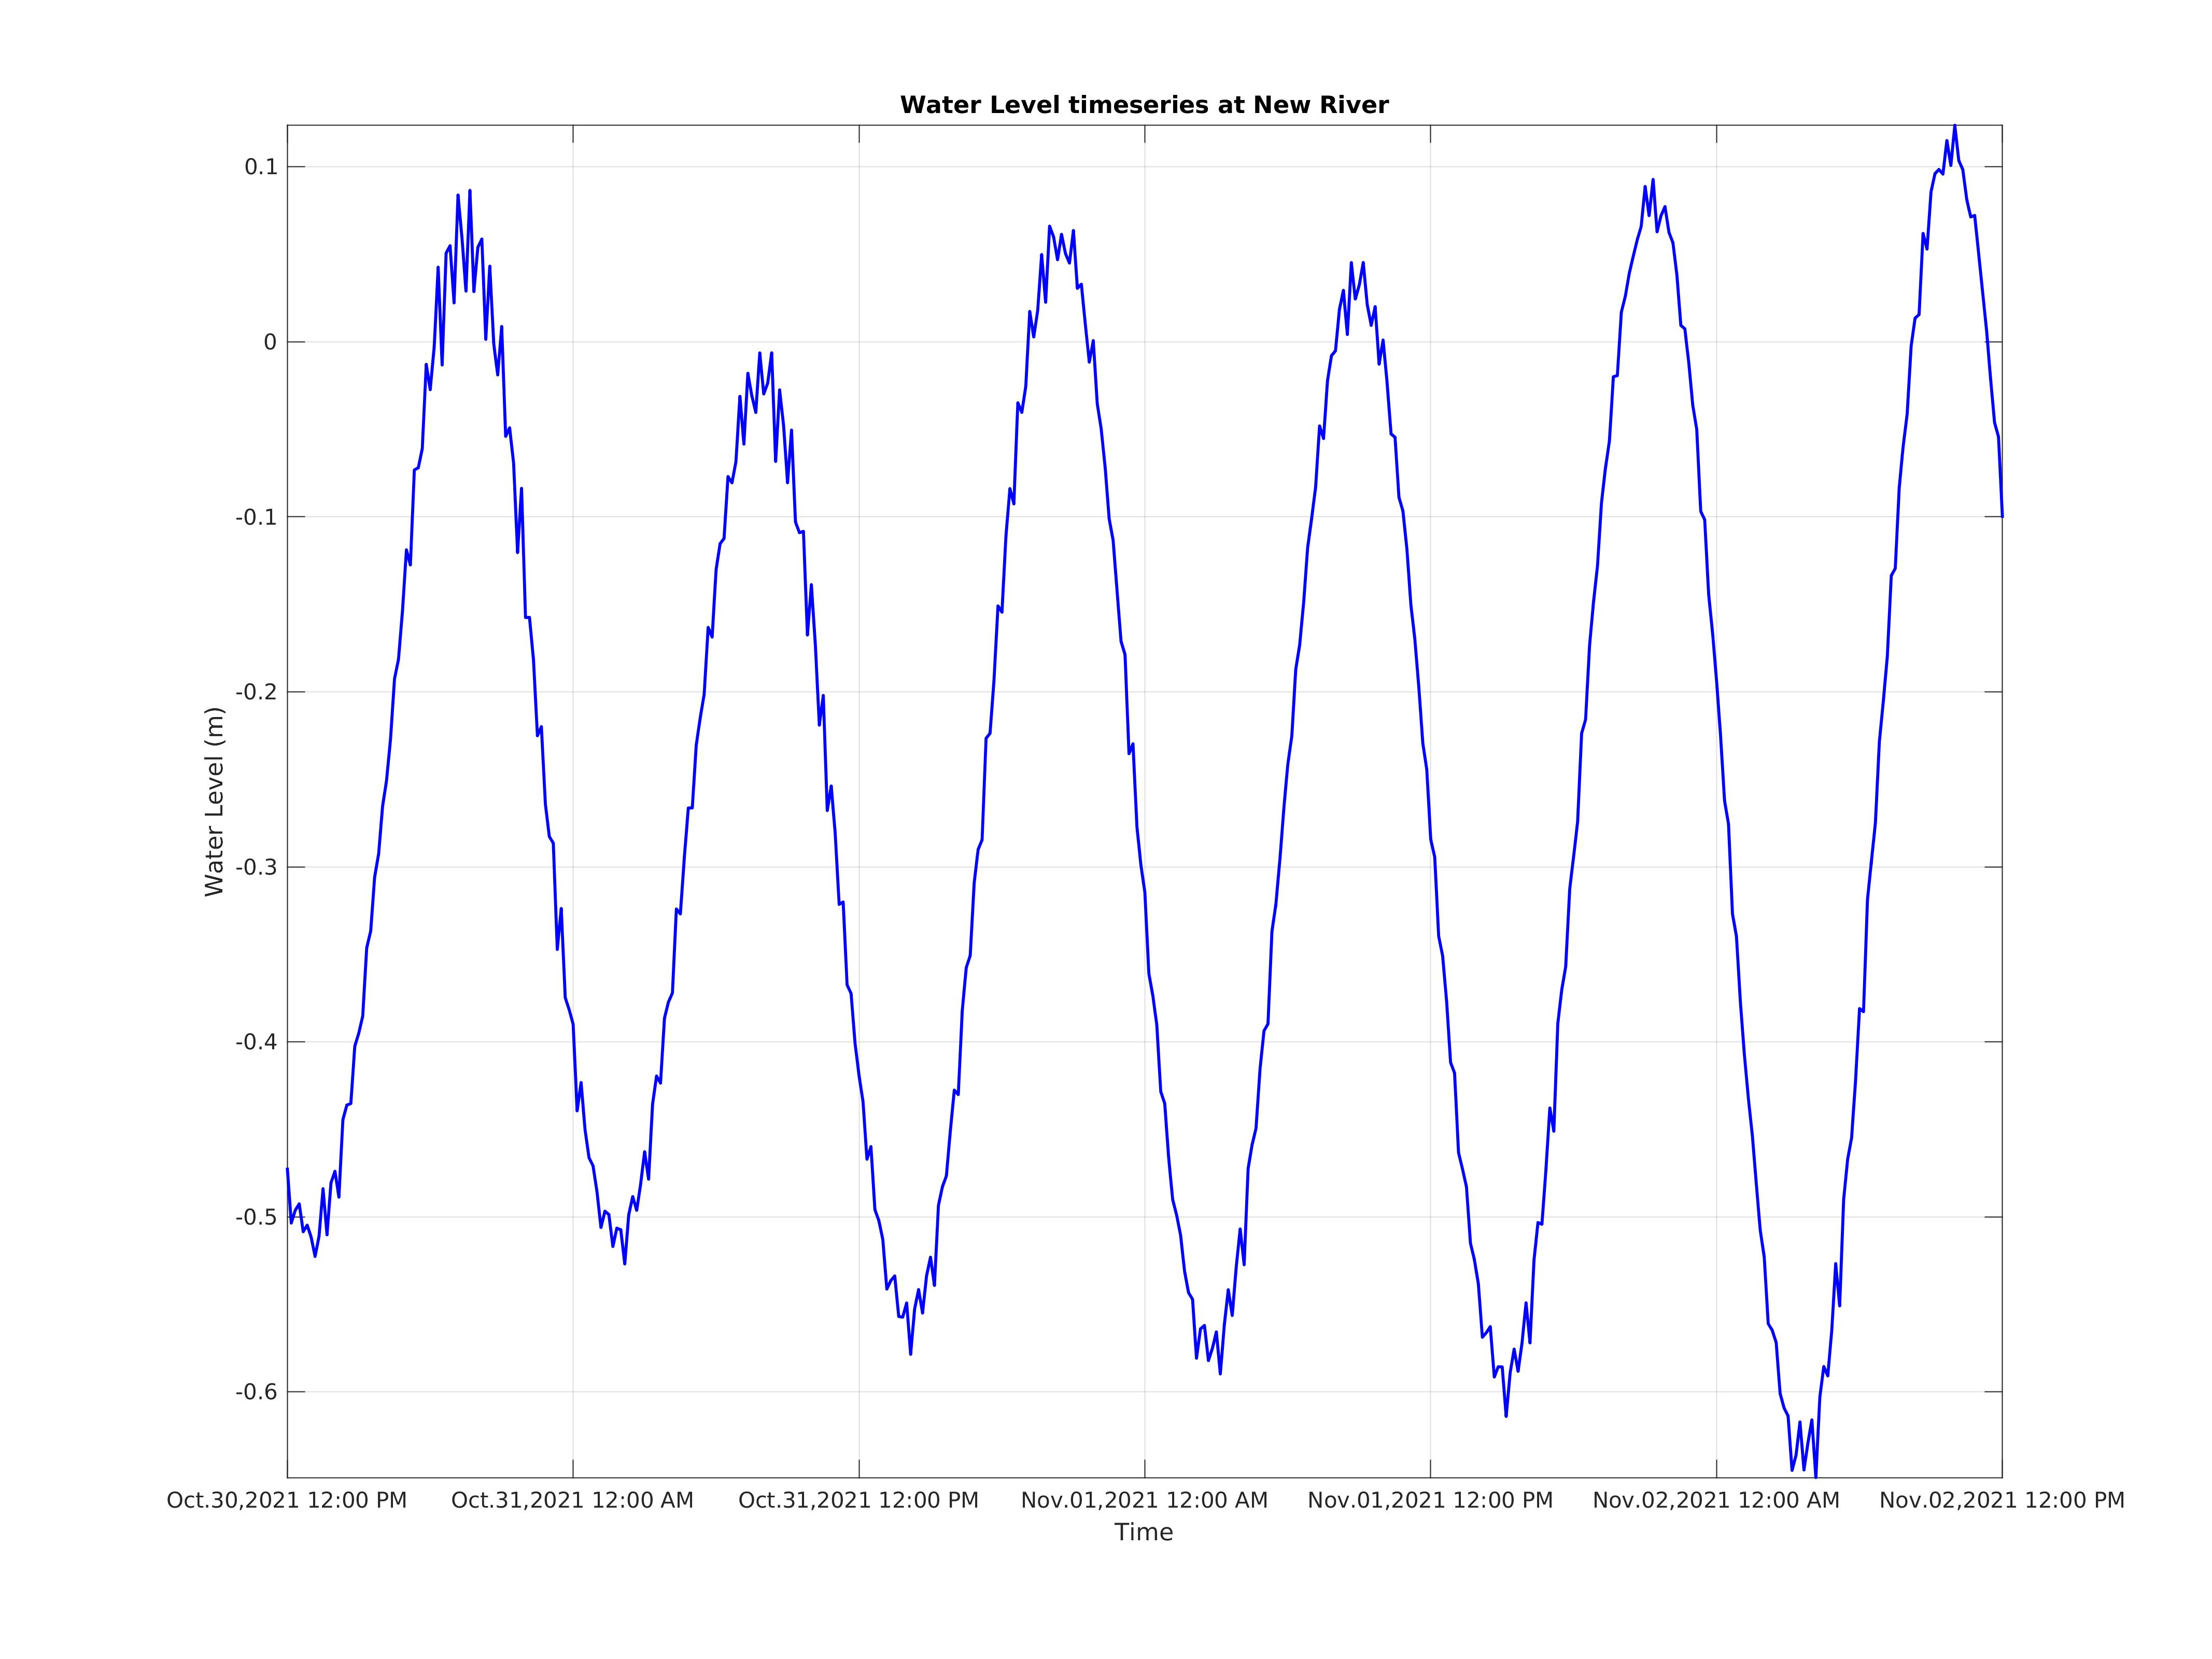 Water Level timeseries at New River
0.1
0
-0.1
-0.2
-0.3
-0.4
-0.5
-0.6
Water Level (m)
Oct.30,2021 12:00 PM Oct.31,2021 12:00 AM Oct.31,2021 12:00 PM Nov.01,2021 12:00 AM Nov.01,2021 12:00 PM Nov.02,2021 12:00 AM Nov.02,2021 12:00 PM
Time